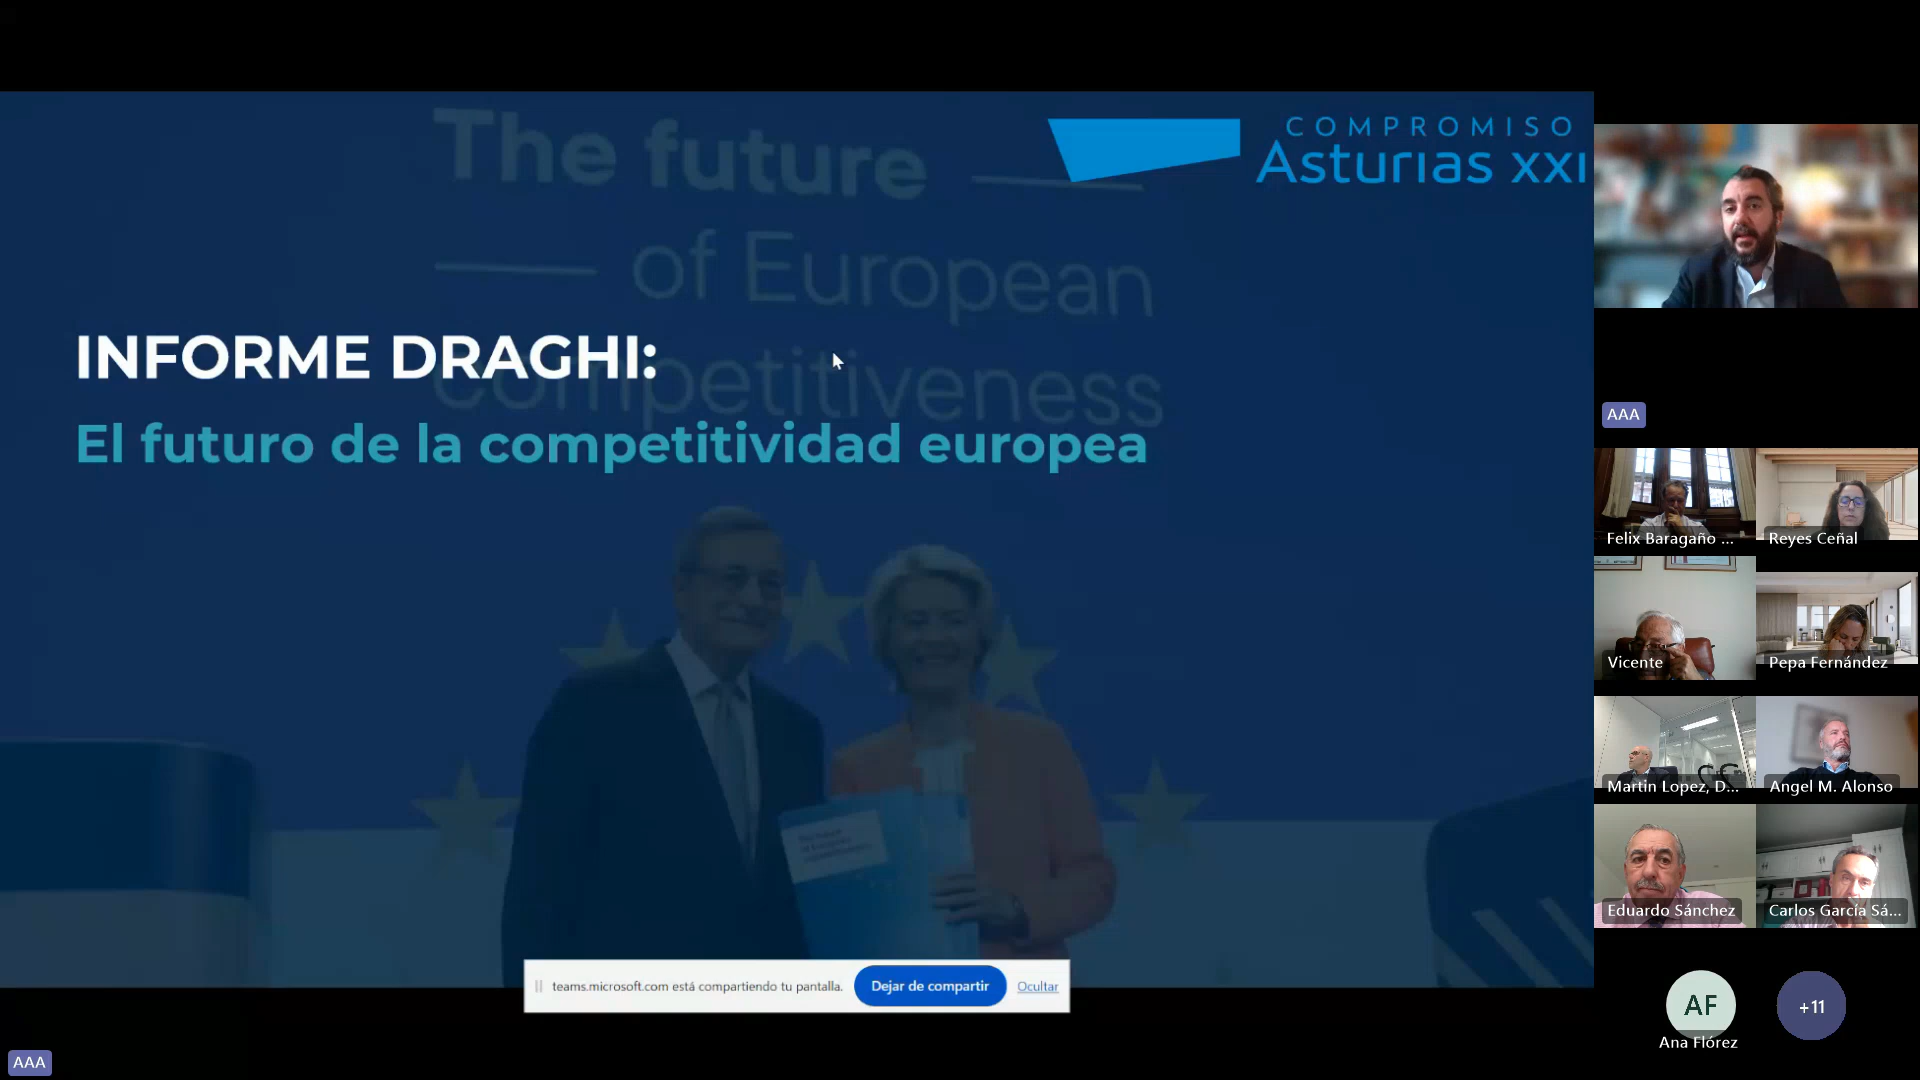 The future
of European
competitiveness
COMPROMISO
Asturias XXI
INFORME DRAGHI:
El futuro de la competitividad europea
teams.microsoft.com está compartiendo tu pantalla.
Dejar de compartir
Ocultar
AAA
AAA
Felix Baragaño ...
Reyes Ceñal
Vicente
Pepa Fernández
Martin Lopez, D...
Angel M. Alonso
Eduardo Sánchez
Carlos García Sá...
AF
Ana Flórez
+11